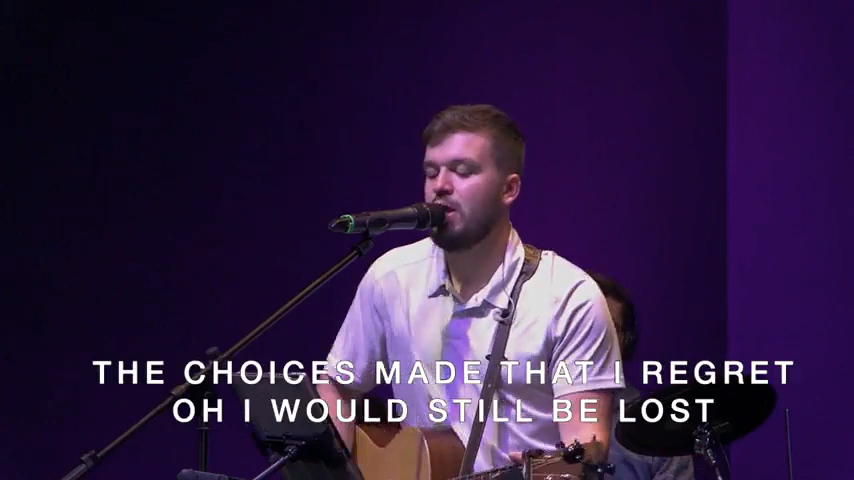 THE CHOICES MADE THAT I REGRET
OH I WOULD STILL BE LOST